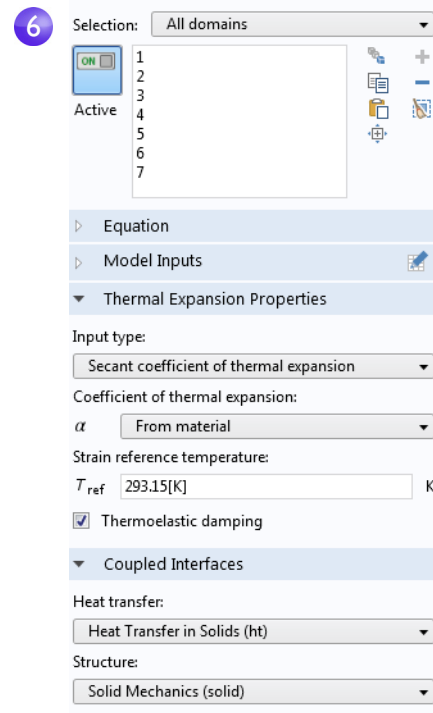 6
Selection: All domains
ON
Active
1
2
3
4
5
6
7
Equation
Model Inputs
Thermal Expansion Properties
Input type:
Secant coefficient of thermal expansion
Coefficient of thermal expansion:
α From material
Strain reference temperature:
T ref 293.15[K] K
Thermoelastic damping
Coupled Interfaces
Heat transfer:
Heat Transfer in Solids (ht)
Structure:
Solid Mechanics (solid)